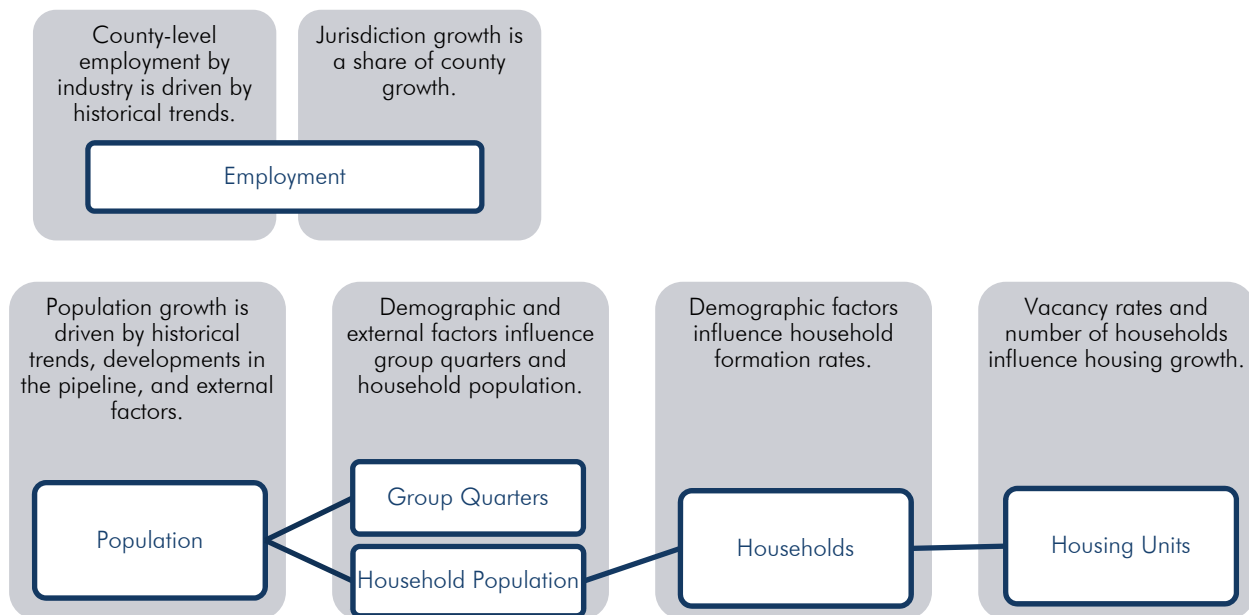 County-level
employment by
industry is driven by
historical trends.
Jurisdiction growth is
a share of county
growth.
Employment
Population growth is
driven by historical
trends, developments in
the pipeline, and external
factors.
Population
Demographic and
external factors influence
group quarters and
household population.
Group Quarters
Household Population
Demographic factors
influence household
formation rates.
Households
Vacancy rates and
number of households
influence housing growth.
Housing Units